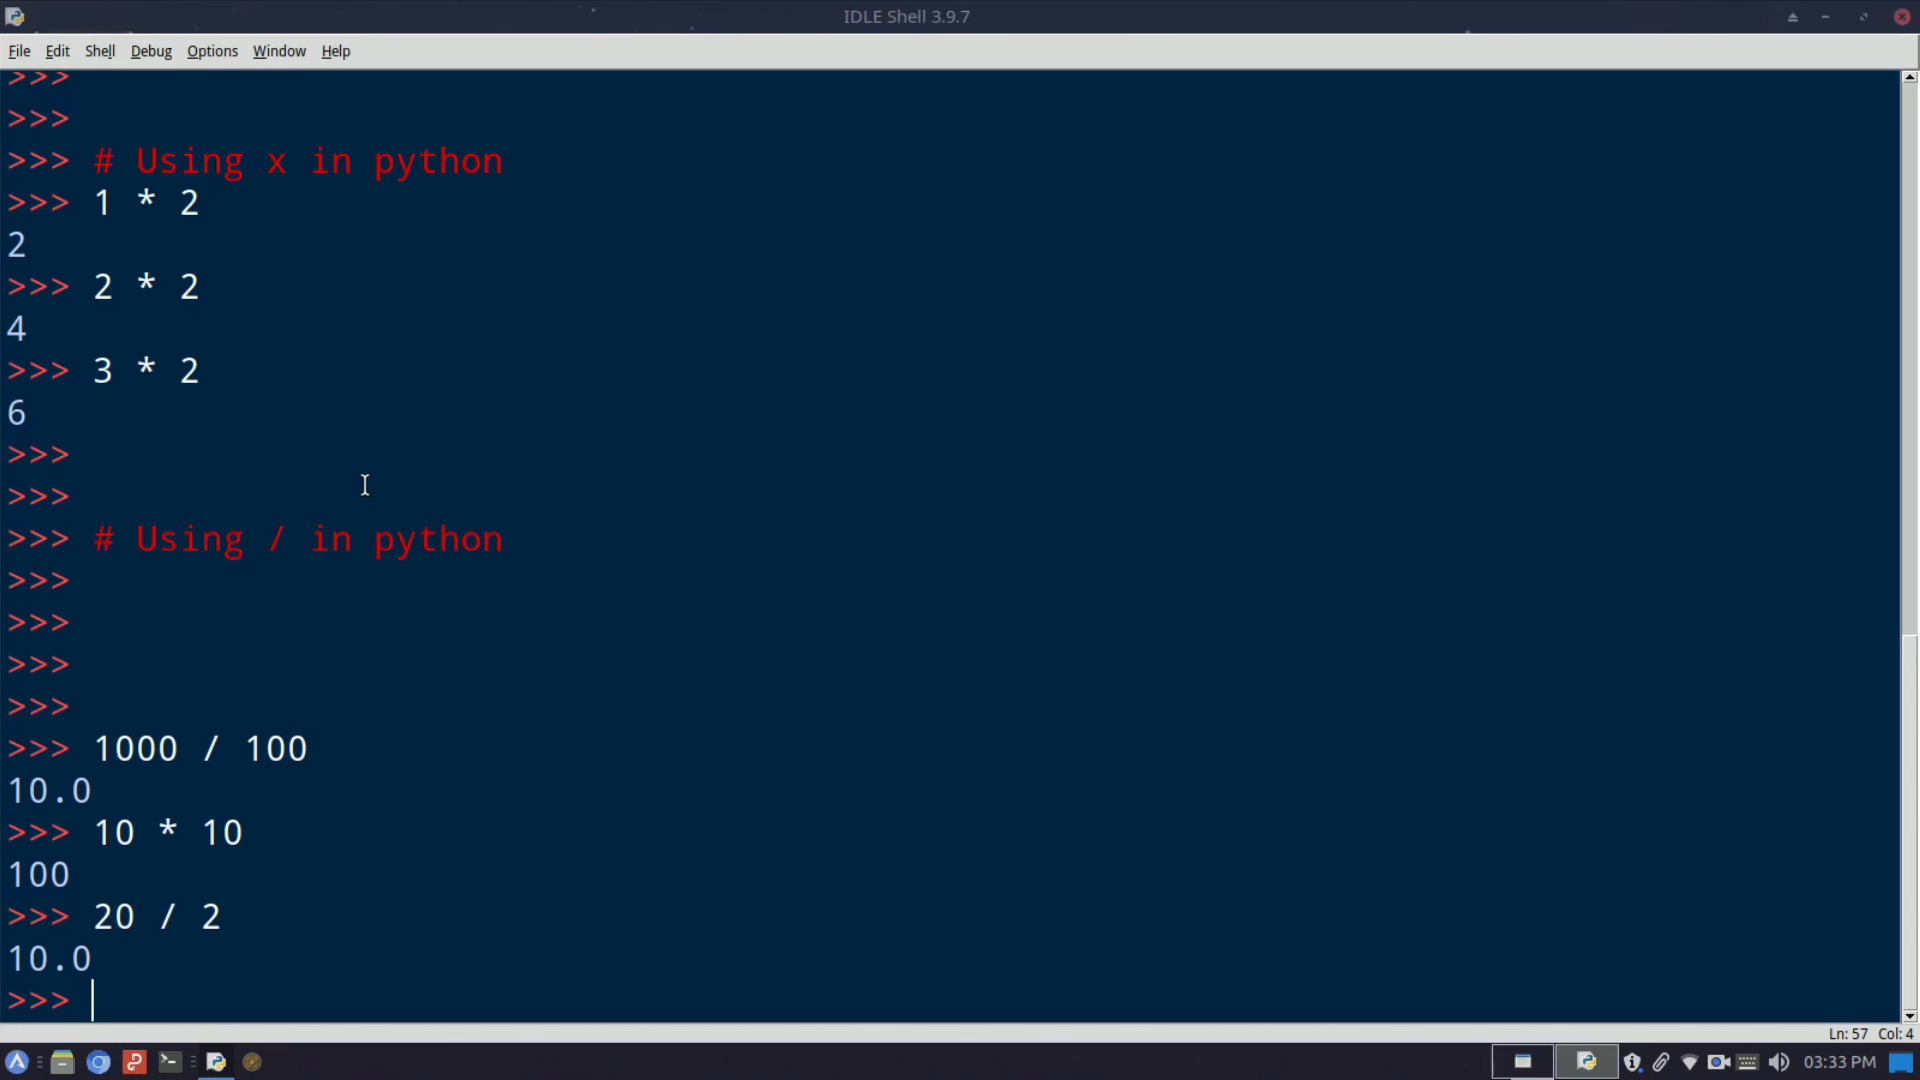 IDLE Shell 3.9.7
File Edit Shell Debug Options Window Help
>>>
>>>
>>> # Using x in python
>>> 1 * 2
2
>>> 2 * 2
4
>>> 3 * 2
6
>>>
>>>
>>> # Using / in python
>>>
>>>
>>>
>>>
>>> 1000 / 100
10.0
>>> 10 * 10
100
>>> 20 / 2
10.0
>>>
Ln: 57 Col: 4
03:33 PM